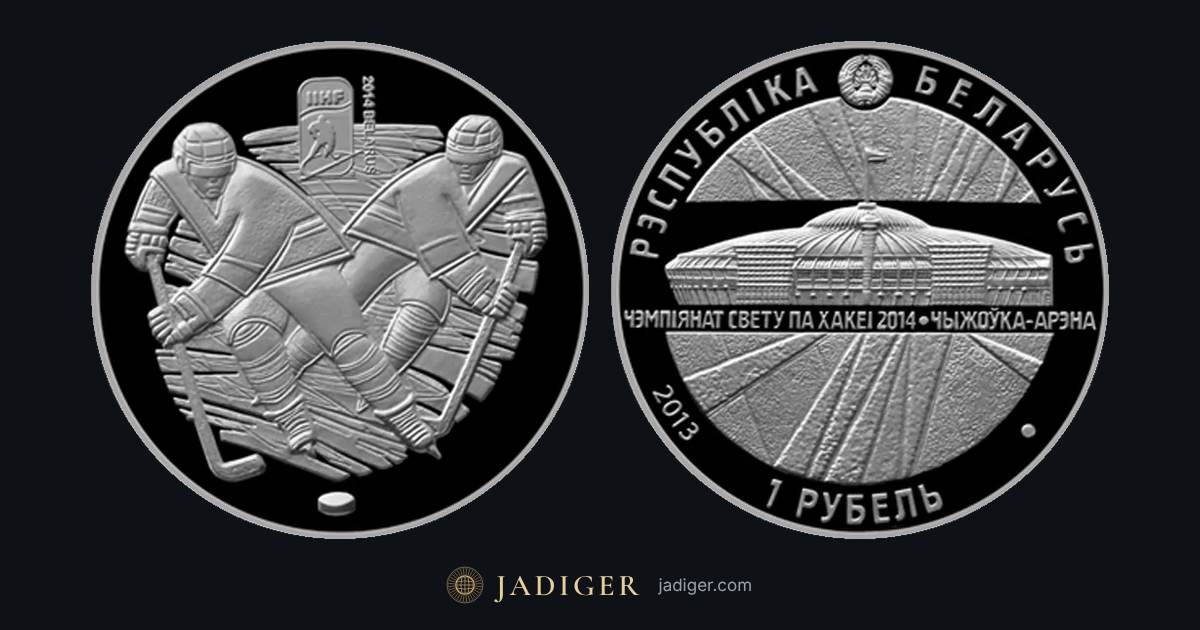 IIHF
2014 BELARUS
РЭСПУБЛІКА БЕЛАРУСЬ
ЧЭМПІЯНАТ СВЕТУ ПА ХАКЕІ 2014•ЧЫЖОЎКА-АРЭНА
2013
1 РУБЕЛЬ
JADIGER jadiger.com